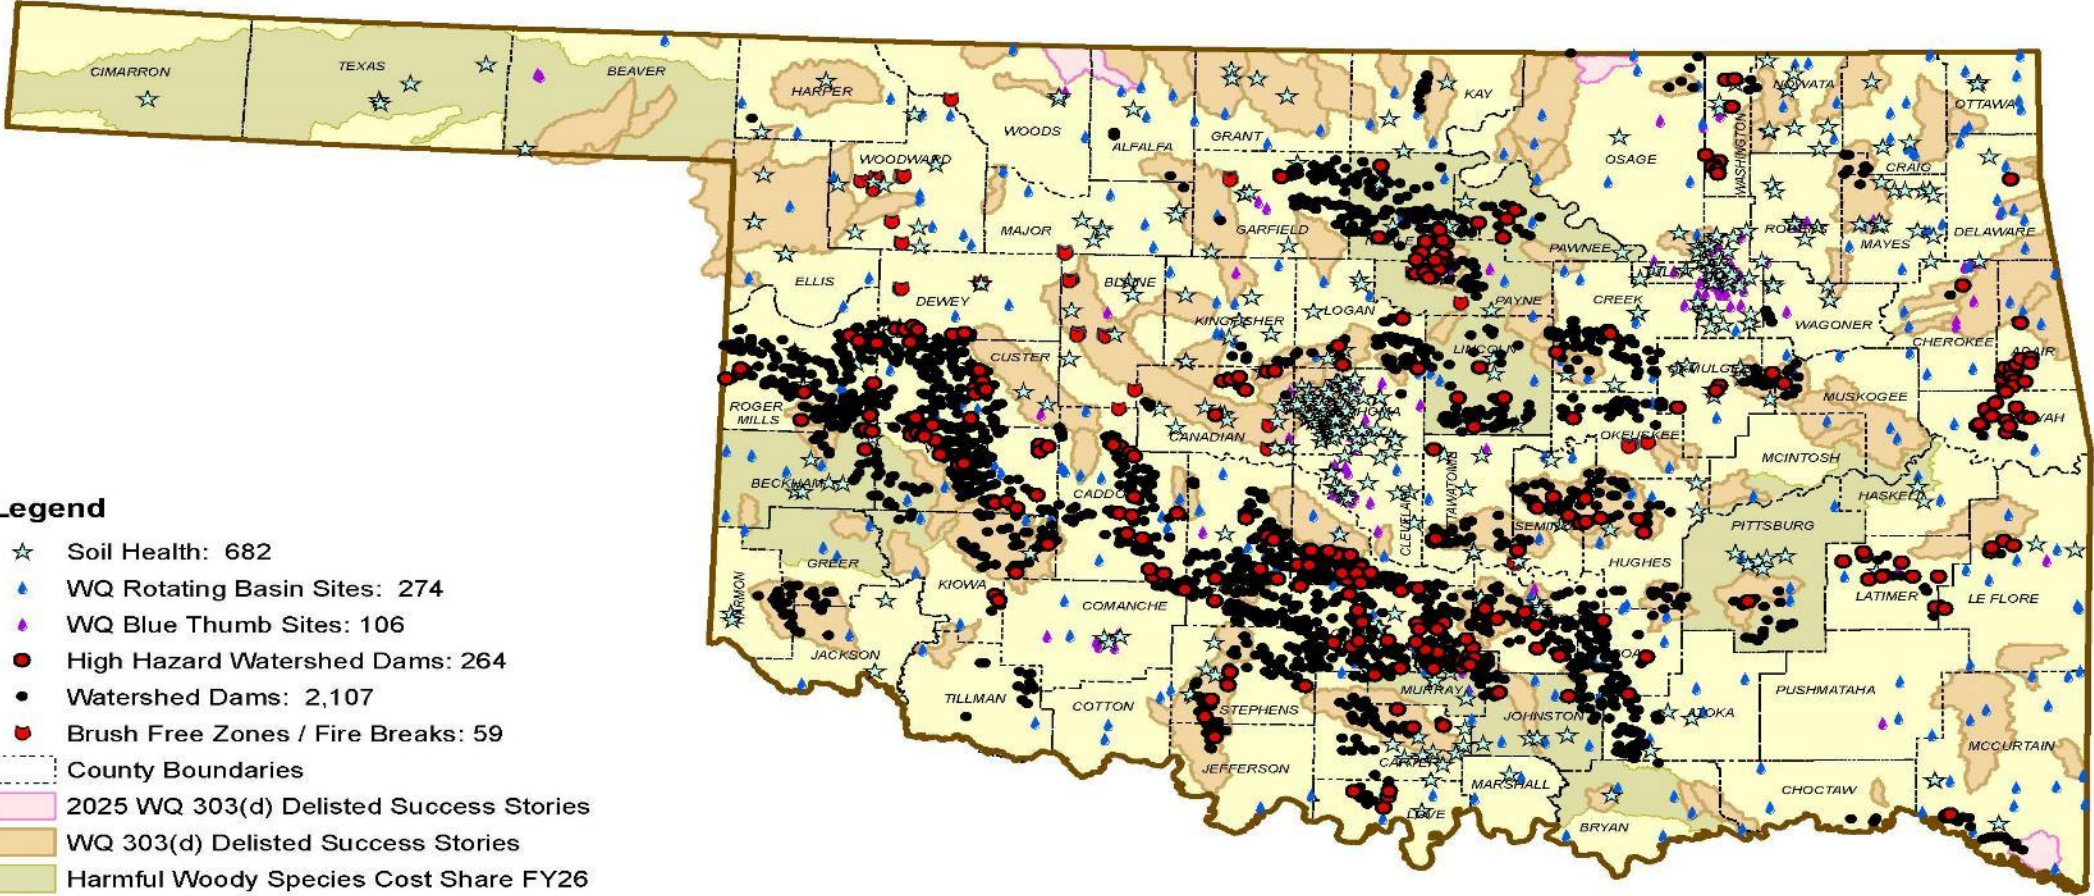 CIMARRON
TEXAS
BEAVER
HARPER
WOODS
ALFALFA
GRANT
KAY
OSAGE
WASHINGTON
NOWATA
CRAIG
OTTAWA
WOODWARD
MAJOR
GARFIELD
PAWNEE
MAYES
DELAWARE
ELLIS
DEWEY
BLAINE
KINGFISHER
LOGAN
PAYNE
CREEK
WAGONER
CHEROKEE
ADAIR
CUSTER
LINCOLN
ROGER
MILLS
CANADIAN
OKFUSKEE
MUSKOGEE
MCINTOSH
BECKHAM
CADDO
CLEVELAND
HASKELL
PITTSBURG
GREER
KIOWA
HUGHES
COMANCHE
LATIMER
LE FLORE
JACKSON
TILLMAN
COTTON
STEPHENS
MURRAY
JOHNSTON
ATOKA
PUSHMATAHA
JEFFERSON
CARTER
MARSHALL
LOVE
BRYAN
CHOCTAW
MCCURTAIN
Legend
Soil Health: 682
WQ Rotating Basin Sites: 274
WQ Blue Thumb Sites: 106
High Hazard Watershed Dams: 264
Watershed Dams: 2,107
Brush Free Zones / Fire Breaks: 59
County Boundaries
2025 WQ 303(d) Delisted Success Stories
WQ 303(d) Delisted Success Stories
Harmful Woody Species Cost Share FY26